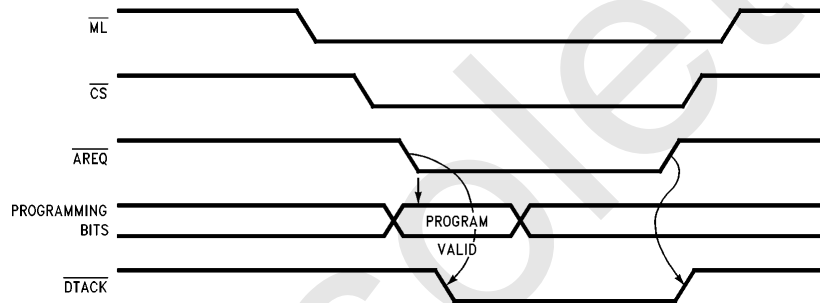 ML
CS
AREQ
PROGRAMMING
BITS
PROGRAM
VALID
DTACK